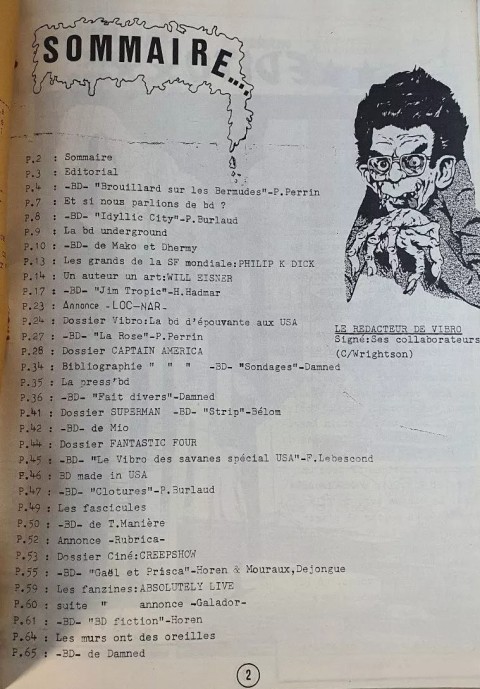 SOMMAIRE....
P.2 : Sommaire
P.3 : Editorial
P.4 : -BD- "Brouillard sur les Bermudes"-P.Perrin
P.7 : Et si nous parlions de bd ?
P.8 : -BD- "Idyllic City"-P.Burlaud
P.9 : La bd underground
P.10 : -BD- de Mako et Dhermy
P.13 : Les grands de la SF mondiale:PHILIP K DICK
P.14 : Un auteur un art:WILL EISNER
P.17 : -BD- "Jim Tropic"-H.Hadmar
P.23 : Annonce -LOC-NAR-
P.24 : Dossier Vibro:La bd d'épouvante aux USA
P.27 : -BD- "La Rose"-P.Perrin
P.28 : Dossier CAPTAIN AMERICA
P.34 : Bibliographie " " " -BD- "Sondages"-Damned
P.35 : La press'bd
P.36 : -BD- "Fait divers"-Damned
P.41 : Dossier SUPERMAN -BD- "Strip"-Bélom
P.42 : -BD- de Mio
P.44 : Dossier FANTASTIC FOUR
P.45 : -BD- "Le Vibro des savanes spécial USA"-F.Lebescond
P.46 : BD made in USA
P.47 : -BD- "Clotures"-P.Burlaud
P.49 : Les fascicules
P.50 : -BD- de T.Manière
P.52 : Annonce -Rubrica-
P.53 : Dossier Ciné:CREEPSHOW
P.55 : -BD- "Gaël et Prisca"-Horen & Mouraux,Dejongue
P.59 : Les fanzines:ABSOLUTELY LIVE
P.60 : suite " annonce -Galador-
P.61 : -BD- "BD fiction"-Horen
P.64 : Les murs ont des oreilles
P.65 : -BD- de Damned
LE REDACTEUR DE VIBRO
Signé:Ses collaborateurs
(C/Wrightson)
2